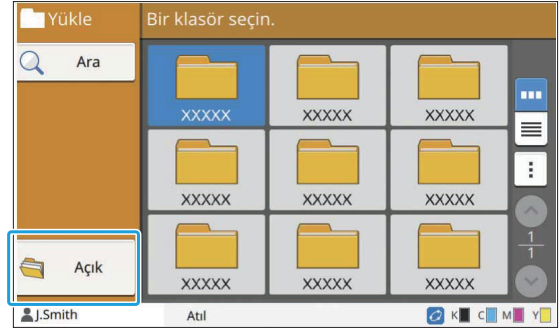 Yükle
Bir klasör seçin.
Ara
XXXXX
XXXXX
XXXXX
XXXXX
XXXXX
XXXXX
1
1
Açık
XXXXX
XXXXX
XXXXX
J.Smith
Atıl
K
C
M
Y